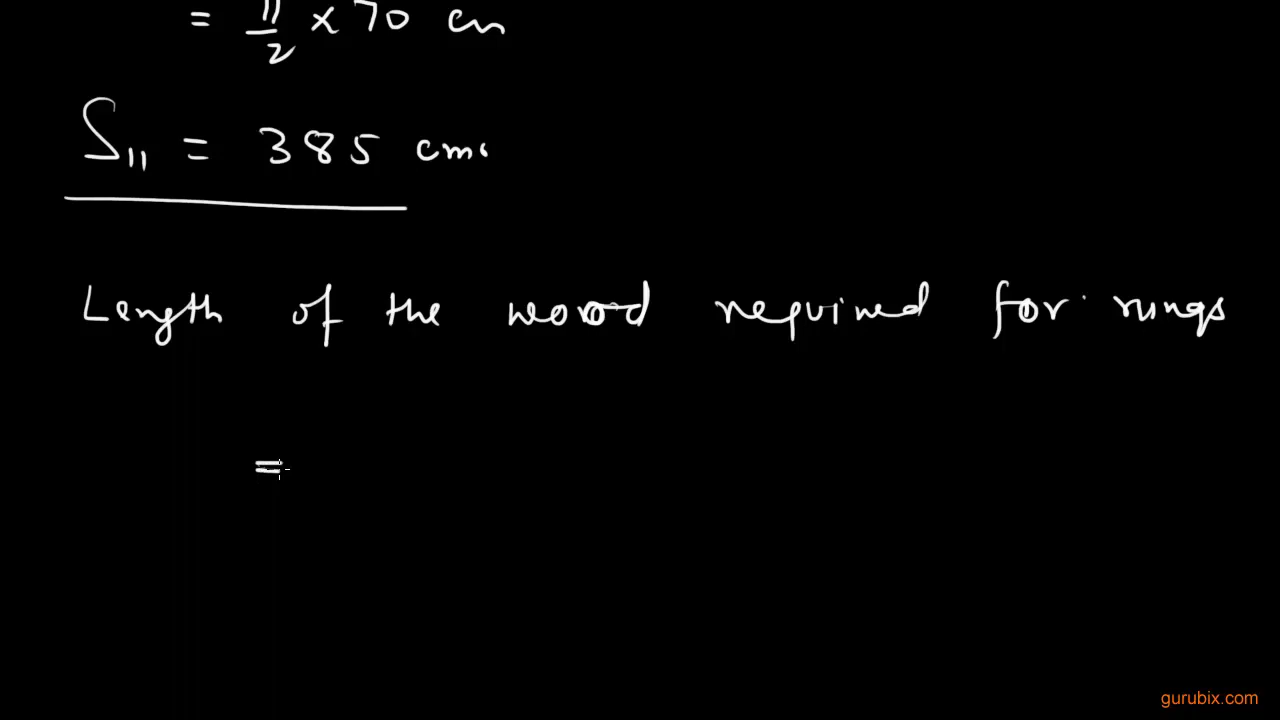 = 11/2 × 70 cm
S₁₁ = 385 cm.
Length of the wood required for rungs
=
gurubix.com